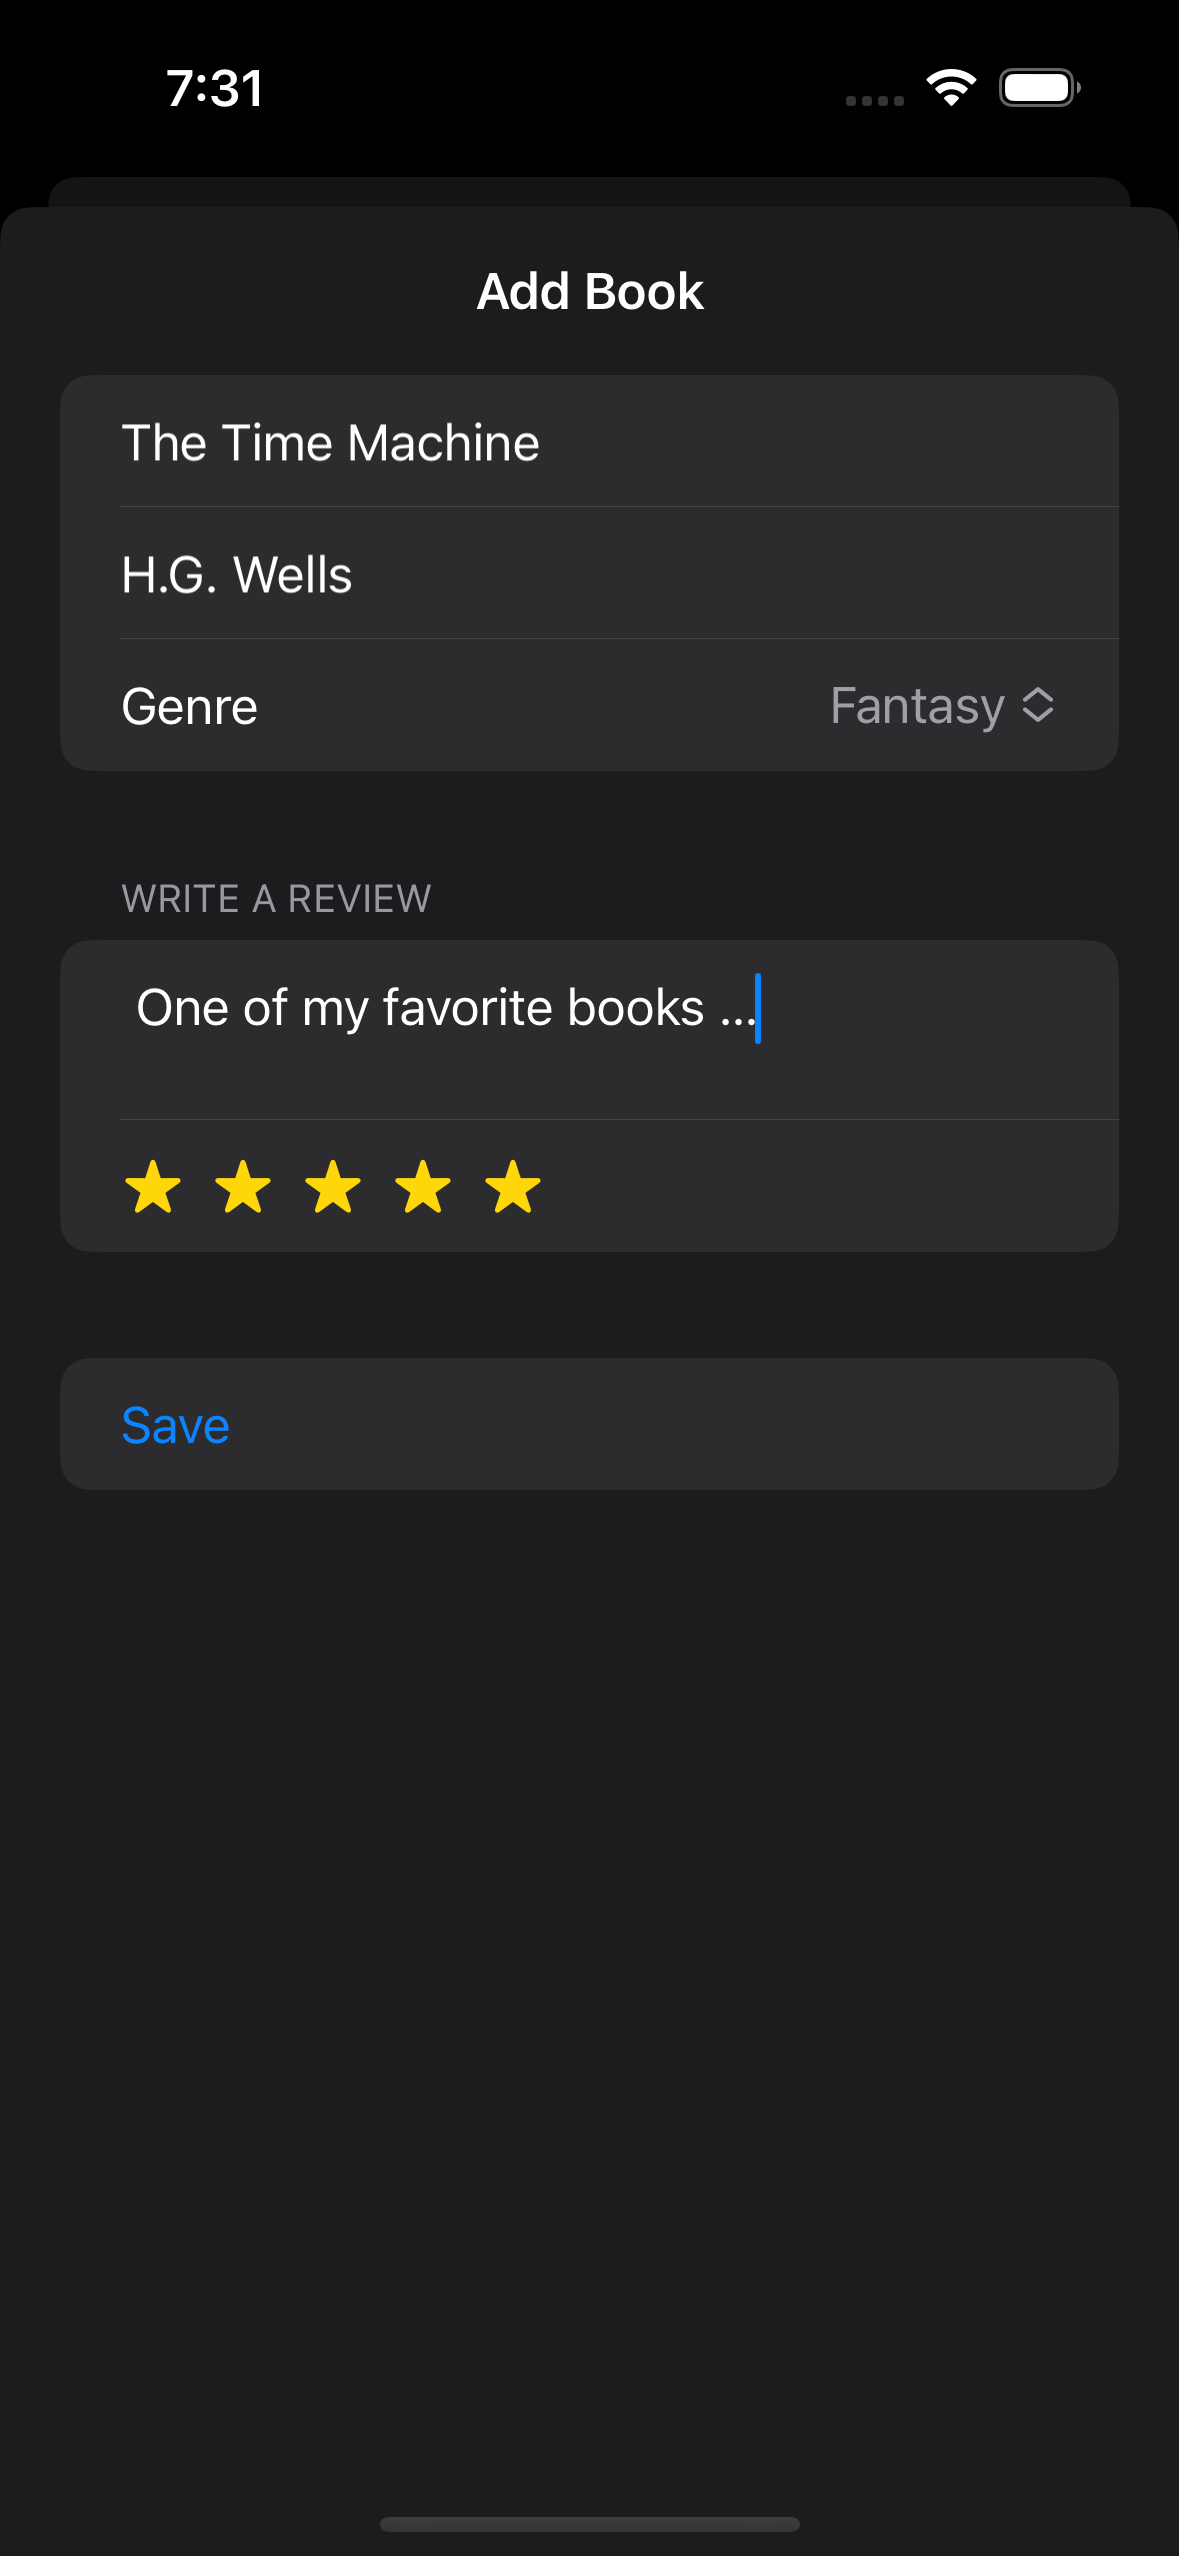 7:31
Add Book
The Time Machine
H.G. Wells
Genre Fantasy
WRITE A REVIEW
One of my favorite books ...
Save